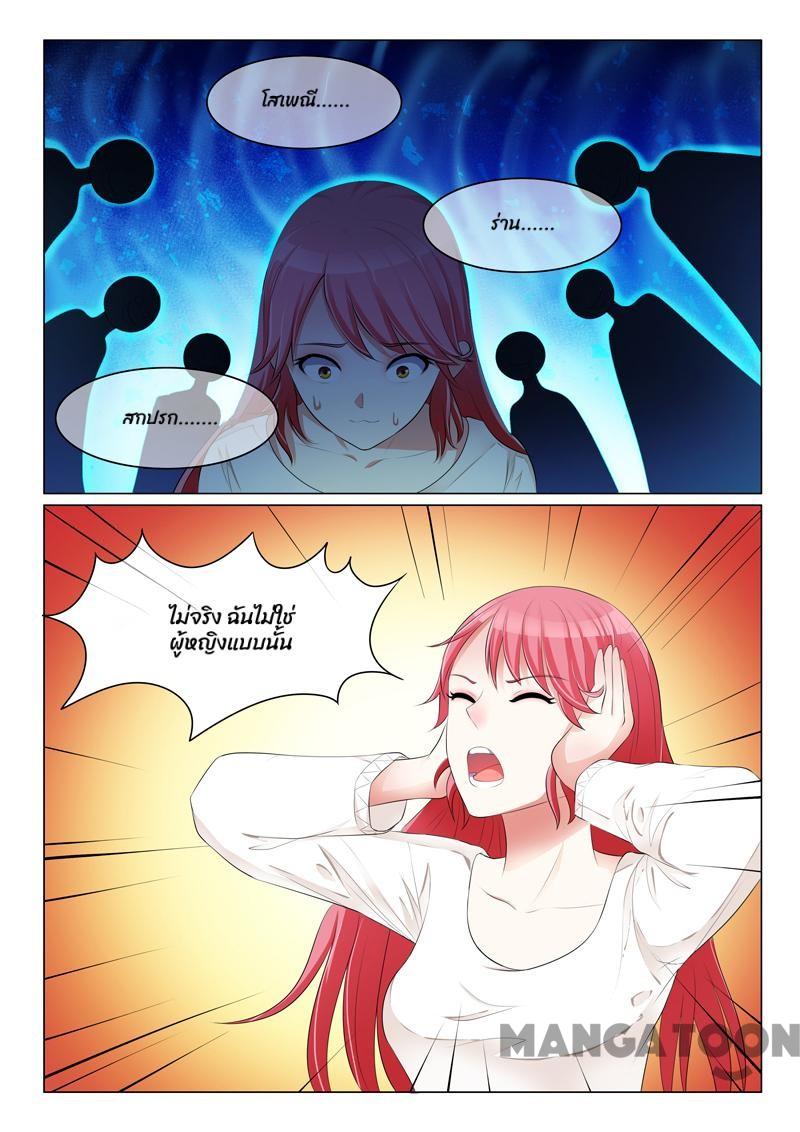 โสเพณี......
ร่าน......
สกปรก.......
ไม่จริง ฉันไม่ใช่
ผู้หญิงแบบนั้น
MANGATOON